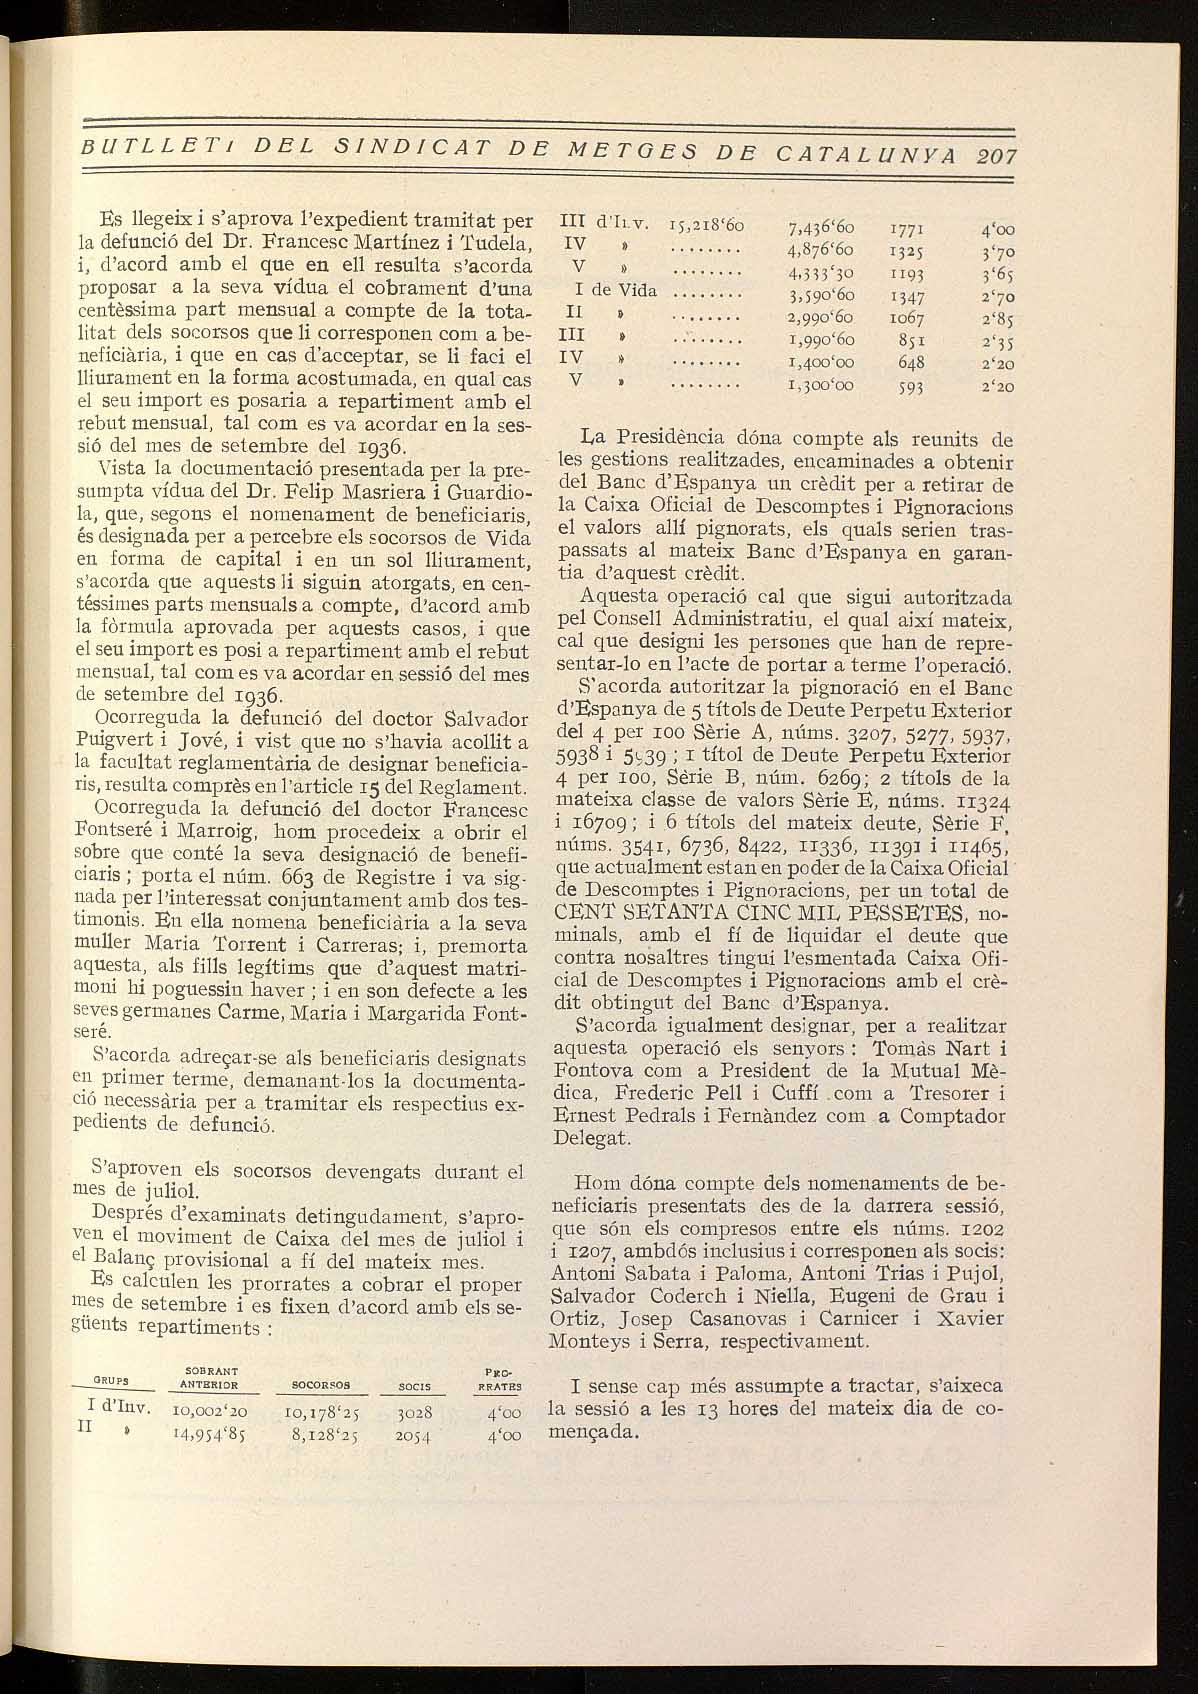 BUTLLETÍ DEL SINDICAT DE METGES DE CATALUNYA 207
Es llegeix i s'aprova l'expedient tramitat per
la defunció del Dr. Francesc Martínez i Tudela,
i, d'acord amb el que en ell resulta s'acorda
proposar a la seva vídua el cobrament d'una
centèssima part mensual a compte de la tota-
litat dels socorsos que li corresponen com a be-
neficiària, i que en cas d'acceptar, se li faci el
lliurament en la forma acostumada, en qual cas
el seu import es posaria a repartiment amb el
rebut mensual, tal com es va acordar en la ses-
sió del mes de setembre del 1936.
Vista la documentació presentada per la pre-
sumpta vídua del Dr. Felip Masriera i Guardio-
la, que, segons el nomenament de beneficiaris,
és designada per a percebre els socorsos de Vida
en forma de capital i en un sol lliurament,
s'acorda que aquests li siguin atorgats, en cen-
téssimes parts mensuals a compte, d'acord amb
la fòrmula aprovada per aquests casos, i que
el seu import es posi a repartiment amb el rebut
mensual, tal com es va acordar en sessió del mes
de setembre del 1936.
Ocorreguda la defunció del doctor Salvador
Puigvert i Jové, i vist que no s'havia acollit a
la facultat reglamentària de designar beneficia-
ris, resulta comprès en l'article 15 del Reglament.
Ocorreguda la defunció del doctor Francesc
Fontseré i Marroig, hom procedeix a obrir el
sobre que conté la seva designació de benefi-
ciaris ; porta el núm. 663 de Registre i va sig-
nada per l'interessat conjuntament amb dos tes-
timonis. En ella nomena beneficiària a la seva
muller Maria Torrent i Carreras; i, premorta
aquesta, als fills legítims que d'aquest matri-
moni hi poguessin haver ; i en son defecte a les
seves germanes Carme, Maria i Margarida Font-
seré.
S'acorda adreçar-se als beneficiaris designats
en primer terme, demanant-los la documenta-
ció necessària per a tramitar els respectius ex-
pedients de defunció.
S'aproven els socorsos devengats durant el
mes de juliol.
Després d'examinats detingudament, s'apro-
ven el moviment de Caixa del mes de juliol i
el Balanç provisional a fí del mateix mes.
Es calculen les prorrates a cobrar el proper
mes de setembre i es fixen d'acord amb els se-
güents repartiments :
GRUPS SOBRANT ANTERIOR SOCORSOS SOCIS PRO-RRATES
I d'Inv. 10,002'20 10,178'25 3028 4'00
II » 14,954'85 8,128'25 2054 4'00
III d'Inv. 15,218'60 7,436'60 1771 4'00
IV » ........ 4,876'60 1325 3'70
V » ........ 4,333'30 1193 3'65
I de Vida ........ 3,590'60 1347 2'70
II » ........ 2,990'60 1067 2'85
III » ........ 1,990'60 851 2'35
IV » ........ 1,400'00 648 2'20
V » ........ 1,300'00 593 2'20
La Presidència dóna compte als reunits de
les gestions realitzades, encaminades a obtenir
del Banc d'Espanya un crèdit per a retirar de
la Caixa Oficial de Descomptes i Pignoracions
el valors allí pignorats, els quals serien tras-
passats al mateix Banc d'Espanya en garan-
tia d'aquest crèdit.
Aquesta operació cal que sigui autoritzada
pel Consell Administratiu, el qual així mateix,
cal que designi les persones que han de repre-
sentar-lo en l'acte de portar a terme l'operació.
S'acorda autoritzar la pignoració en el Banc
d'Espanya de 5 títols de Deute Perpetu Exterior
del 4 per 100 Sèrie A, núms. 3207, 5277, 5937,
5938 i 5939 ; 1 títol de Deute Perpetu Exterior
4 per 100, Sèrie B, núm. 6269; 2 títols de la
mateixa classe de valors Sèrie E, núms. 11324
i 16709; i 6 títols del mateix deute, Sèrie F,
núms. 3541, 6736, 8422, 11336, 11391 i 11465,
que actualment estan en poder de la Caixa Oficial
de Descomptes i Pignoracions, per un total de
CENT SETANTA CINC MIL PESSETES, no-
minals, amb el fí de liquidar el deute que
contra nosaltres tingui l'esmentada Caixa Ofi-
cial de Descomptes i Pignoracions amb el crè-
dit obtingut del Banc d'Espanya.
S'acorda igualment designar, per a realitzar
aquesta operació els senyors : Tomàs Nart i
Fontova com a President de la Mutual Mè-
dica, Frederic Pell i Cuffí com a Tresorer i
Ernest Pedrals i Fernàndez com a Comptador
Delegat.
Hom dóna compte dels nomenaments de be-
neficiaris presentats des de la darrera sessió,
que són els compresos entre els núms. 1202
i 1207, ambdós inclusius i corresponen als socis:
Antoni Sabata i Paloma, Antoni Trias i Pujol,
Salvador Coderch i Niella, Eugeni de Grau i
Ortiz, Josep Casanovas i Carnicer i Xavier
Monteys i Serra, respectivament.
I sense cap més assumpte a tractar, s'aixeca
la sessió a les 13 hores del mateix dia de co-
mençada.